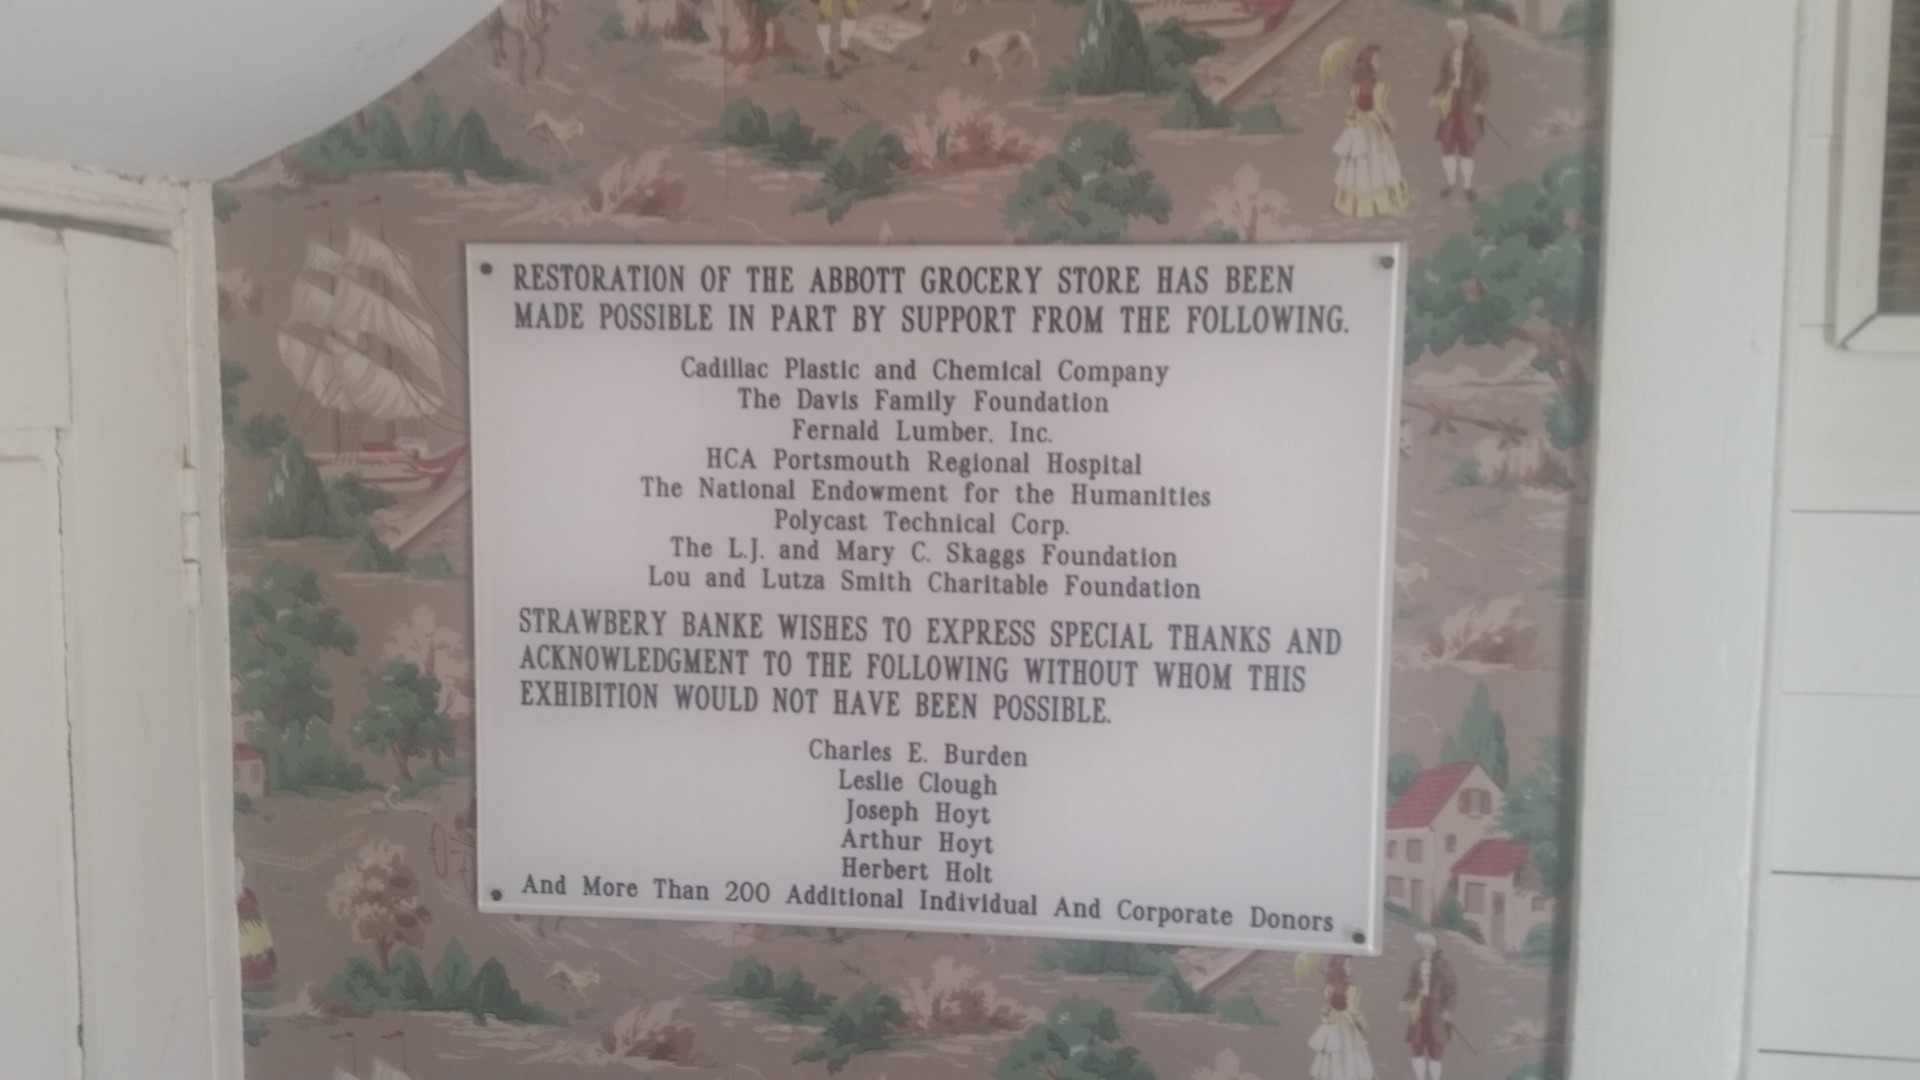 RESTORATION OF THE ABBOTT GROCERY STORE HAS BEEN
MADE POSSIBLE IN PART BY SUPPORT FROM THE FOLLOWING.
Cadillac Plastic and Chemical Company
The Davis Family Foundation
Fernald Lumber, Inc.
HCA Portsmouth Regional Hospital
The National Endowment for the Humanities
Polycast Technical Corp.
The L.J. and Mary C. Skaggs Foundation
Lou and Lutza Smith Charitable Foundation
STRAWBERY BANKE WISHES TO EXPRESS SPECIAL THANKS AND
ACKNOWLEDGMENT TO THE FOLLOWING WITHOUT WHOM THIS
EXHIBITION WOULD NOT HAVE BEEN POSSIBLE.
Charles E. Burden
Leslie Clough
Joseph Hoyt
Arthur Hoyt
Herbert Holt
And More Than 200 Additional Individual And Corporate Donors